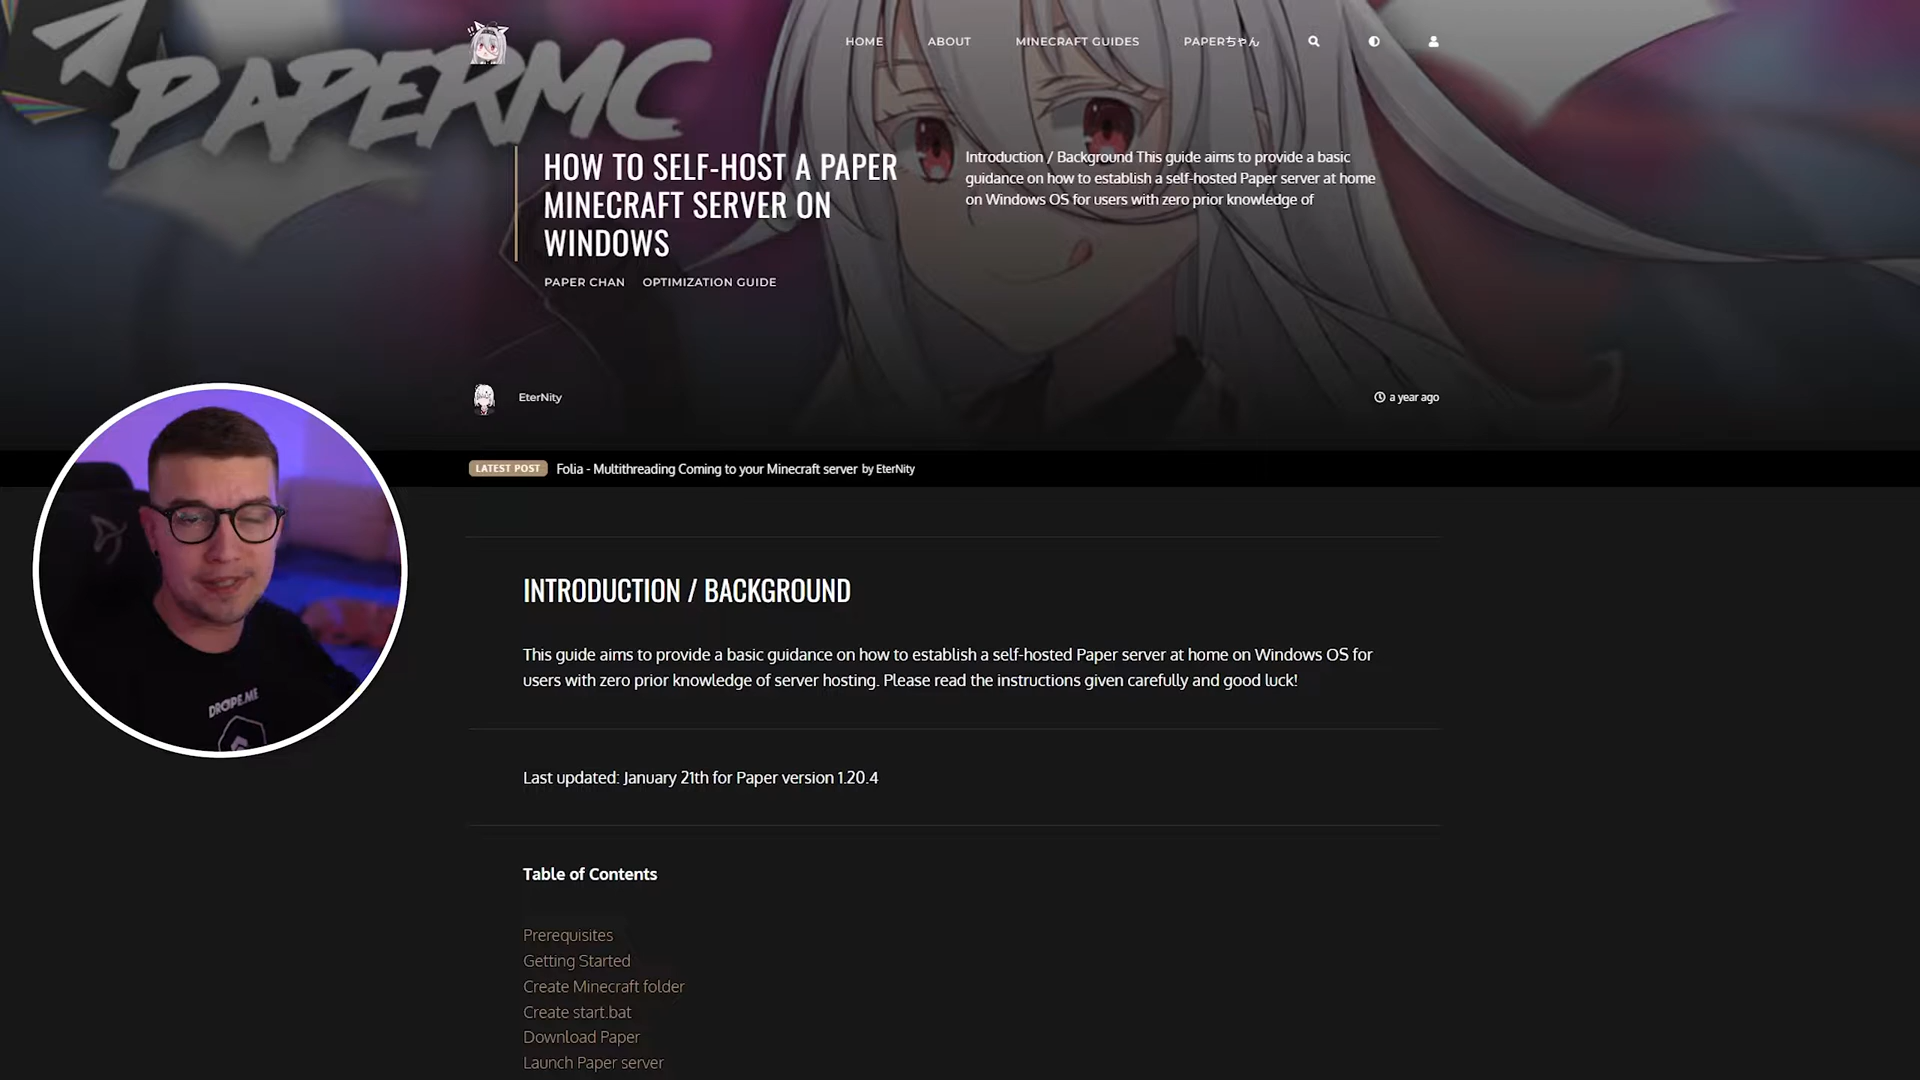 PAPERMC
HOME
ABOUT
MINECRAFT GUIDES
PAPERちゃん
HOW TO SELF-HOST A PAPER
MINECRAFT SERVER ON
WINDOWS
Introduction / Background This guide aims to provide a basic
guidance on how to establish a self-hosted Paper server at home
on Windows OS for users with zero prior knowledge of
PAPER CHAN
OPTIMIZATION GUIDE
EterNity
a year ago
LATEST POST
Folia - Multithreading Coming to your Minecraft server by EterNity
DROPE.ME
INTRODUCTION / BACKGROUND
This guide aims to provide a basic guidance on how to establish a self-hosted Paper server at home on Windows OS for
users with zero prior knowledge of server hosting. Please read the instructions given carefully and good luck!
Last updated: January 21th for Paper version 1.20.4
Table of Contents
Prerequisites
Getting Started
Create Minecraft folder
Create start.bat
Download Paper
Launch Paper server